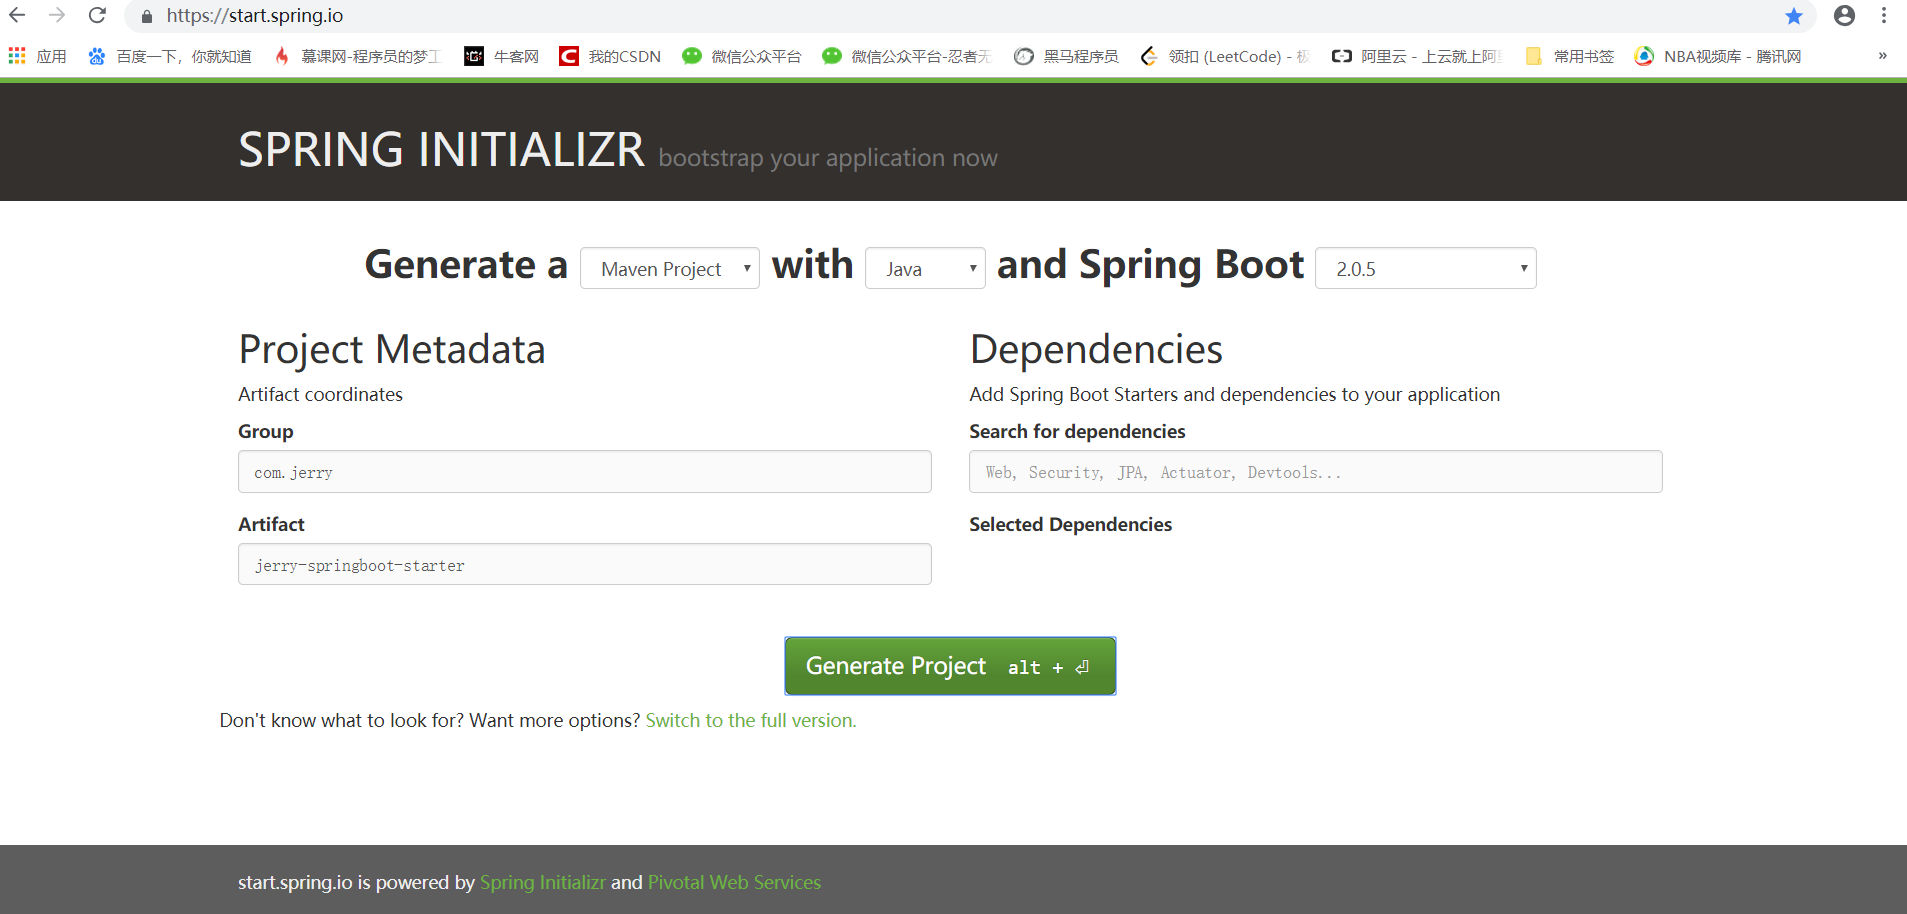 https://start.spring.io
应用 百度一下，你就知道 慕课网-程序员的梦工 牛客网 我的CSDN 微信公众平台 微信公众平台-忍者无 黑马程序员 领扣 (LeetCode) - 极 阿里云 - 上云就上阿里 常用书签 NBA视频库 - 腾讯网 »
SPRING INITIALIZR bootstrap your application now
Generate a Maven Project with Java and Spring Boot 2.0.5
Project Metadata
Artifact coordinates
Group
com.jerry
Artifact
jerry-springboot-starter
Dependencies
Add Spring Boot Starters and dependencies to your application
Search for dependencies
Web, Security, JPA, Actuator, Devtools...
Selected Dependencies
Generate Project alt + ⏎
Don't know what to look for? Want more options? Switch to the full version.
start.spring.io is powered by Spring Initializr and Pivotal Web Services